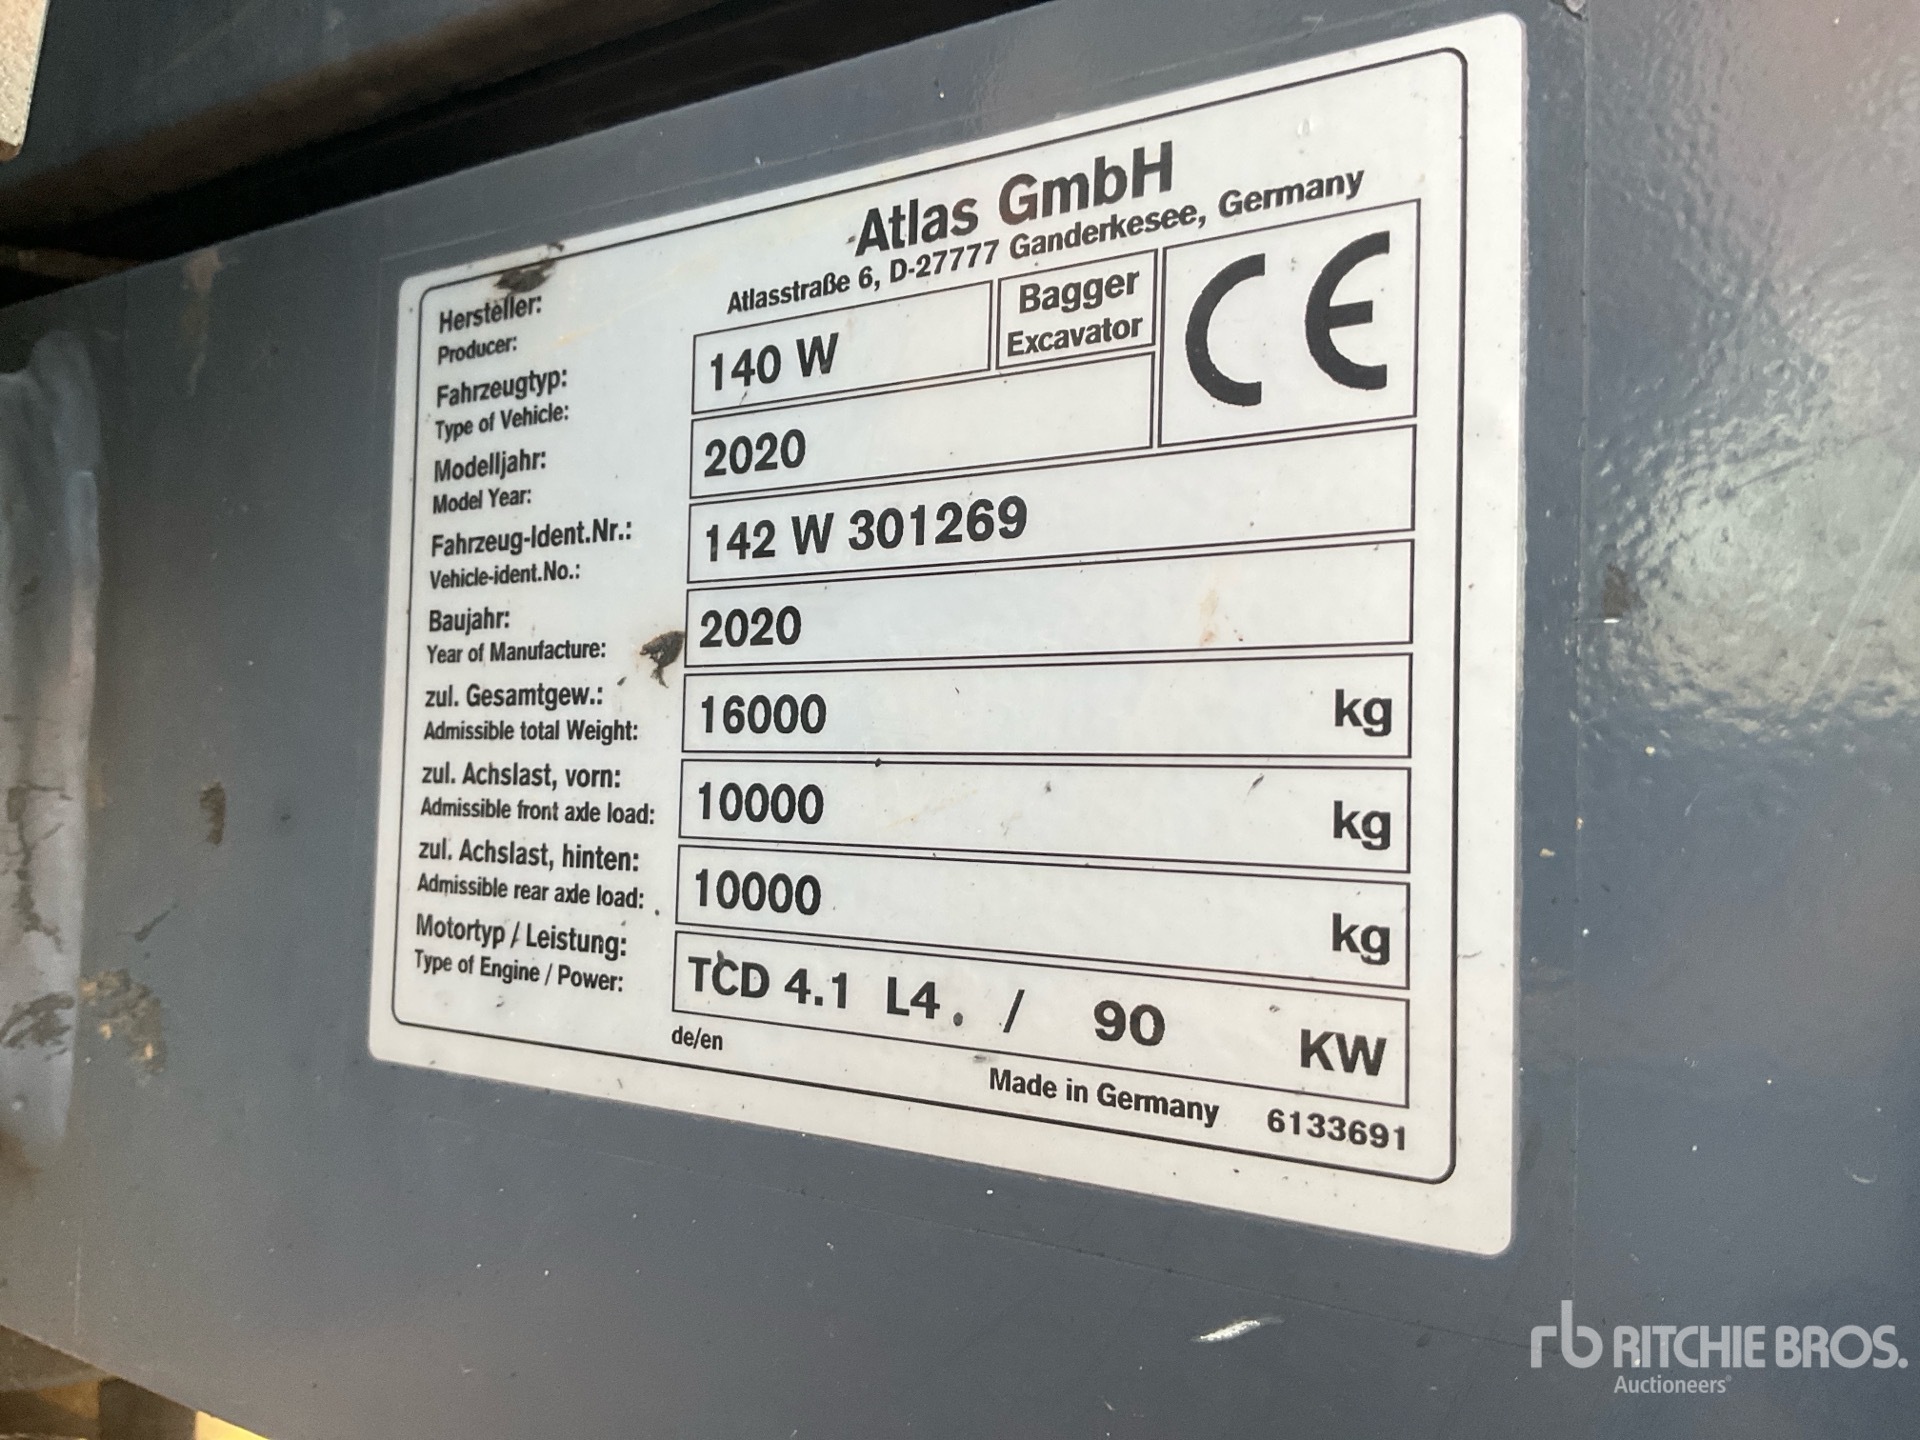 Atlas GmbH
Atlasstraße 6, D-27777 Ganderkesee, Germany
Hersteller:
Producer:
Fahrzeugtyp:
Type of Vehicle:
140 W
Bagger
Excavator
CE
Modelljahr:
Model Year:
2020
Fahrzeug-Ident.Nr.:
Vehicle-ident.No.:
142 W 301269
Baujahr:
Year of Manufacture:
2020
zul. Gesamtgew.:
Admissible total Weight:
16000 kg
zul. Achslast, vorn:
Admissible front axle load:
10000 kg
zul. Achslast, hinten:
Admissible rear axle load:
10000 kg
Motortyp / Leistung:
Type of Engine / Power:
TCD 4.1 L4. / 90 KW
de/en
Made in Germany 6133691
rb RITCHIE BROS.
Auctioneers®